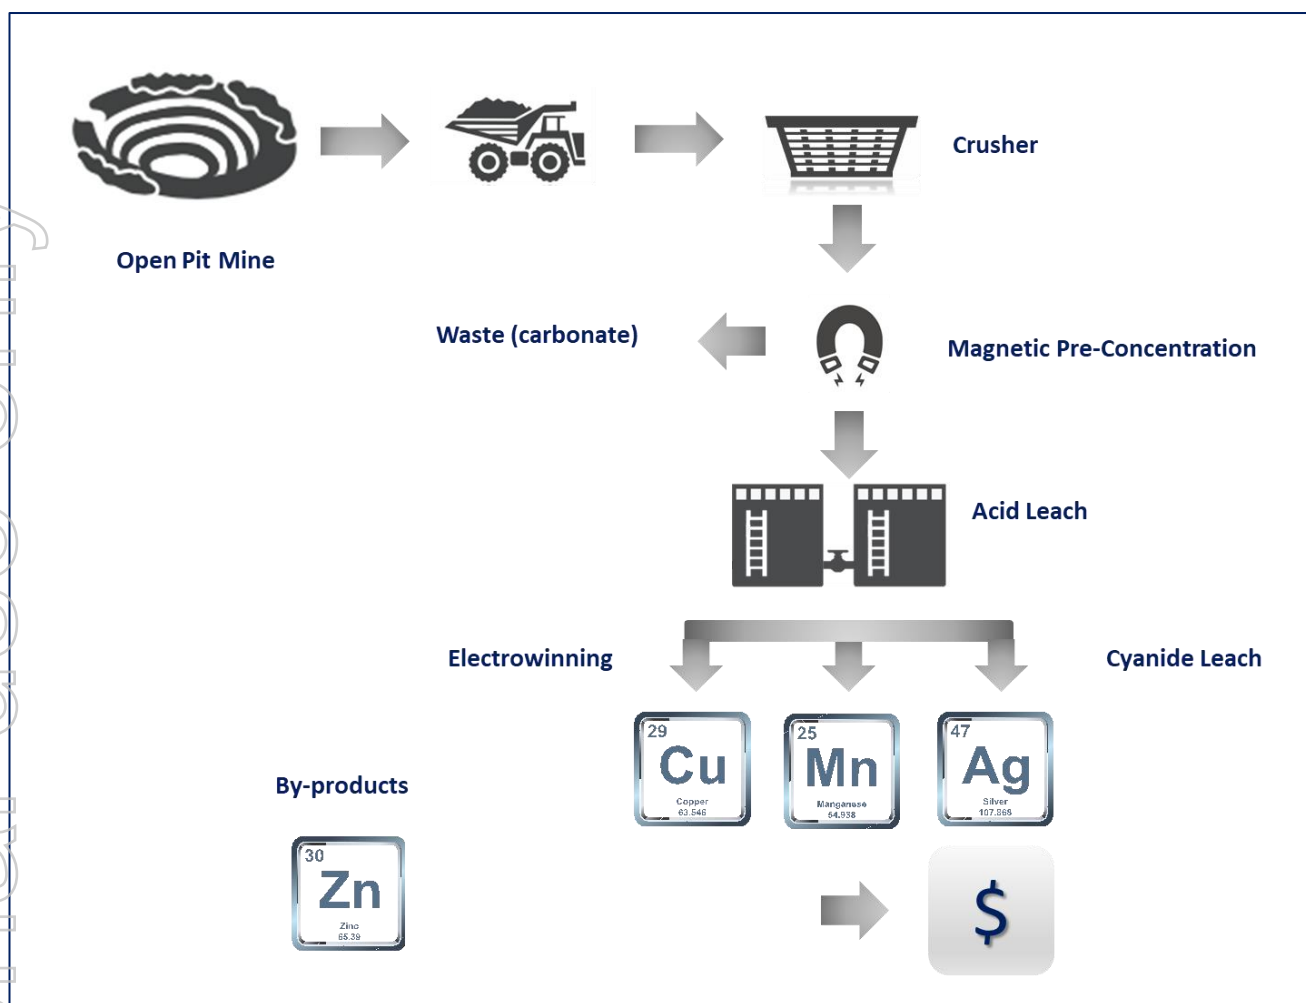 Crusher
Open Pit Mine
Waste (carbonate)
Magnetic Pre-Concentration
Acid Leach
Electrowinning
Cyanide Leach
29
Cu
Copper
63.546
25
Mn
Manganese
54.938
47
Ag
Silver
107.868
By-products
30
Zn
Zinc
65.39
$